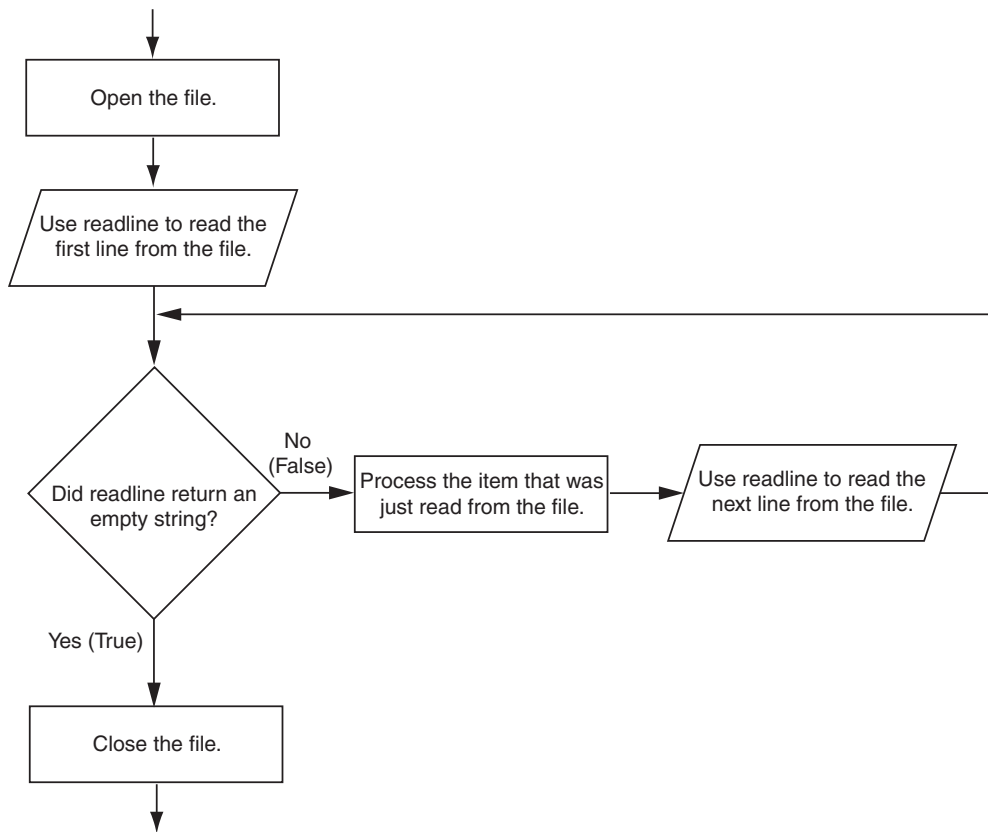 Open the file.
Use readline to read the
first line from the file.
No
(False)
Did readline return an
empty string?
Process the item that was
just read from the file.
Use readline to read the
next line from the file.
Yes (True)
Close the file.